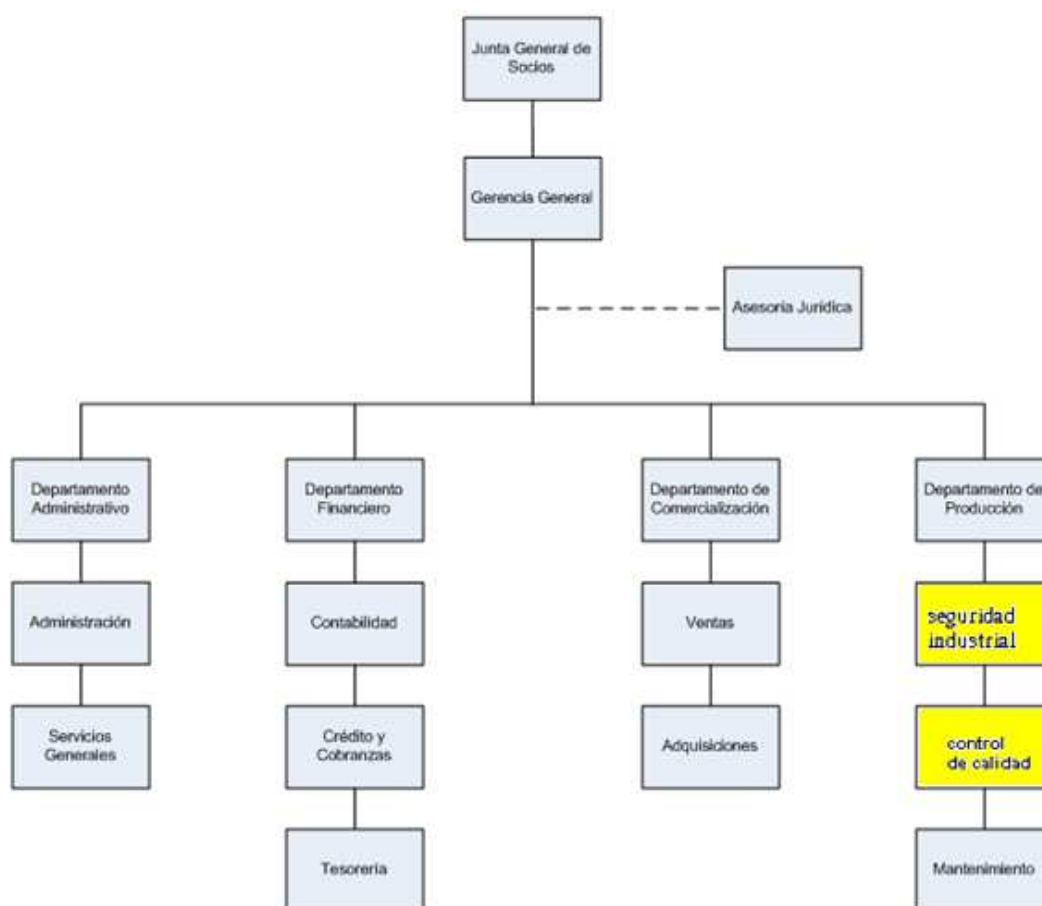 Junta General de
Socios
Gerencia General
Asesoria Jurídica
Departamento
Administrativo
Departamento
Financiero
Departamento de
Comercialización
Departamento de
Producción
Administración
Contabilidad
Ventas
seguridad
industrial
Servicios
Generales
Crédito y
Cobranzas
Adquisiciones
control
de calidad
Tesorería
Mantenimiento